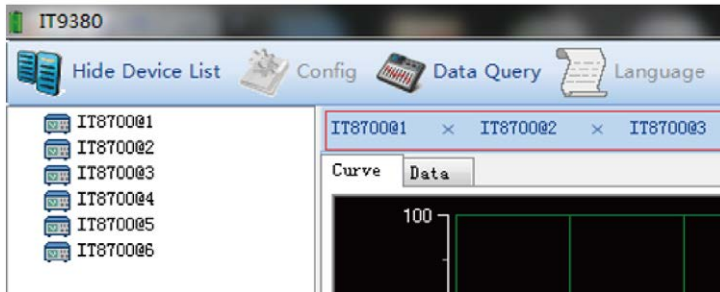 IT9380
Hide Device List Config Data Query Language
IT8700@1
IT8700@2
IT8700@3
IT8700@4
IT8700@5
IT8700@6
IT8700@1 × IT8700@2 × IT8700@3
Curve Data
100